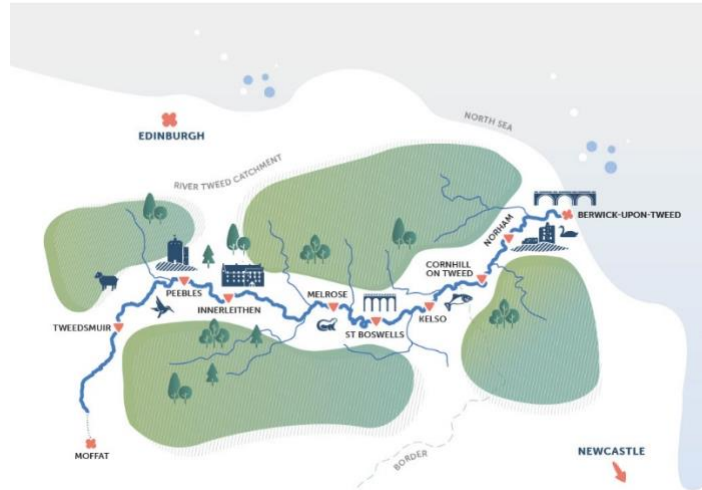 NORTH SEA
EDINBURGH
RIVER TWEED CATCHMENT
BERWICK-UPON-TWEED
NORHAM
CORNHILL
ON TWEED
PEEBLES
INNERLEITHEN
MELROSE
KELSO
TWEEDSMUIR
ST BOSWELLS
MOFFAT
BORDER
NEWCASTLE